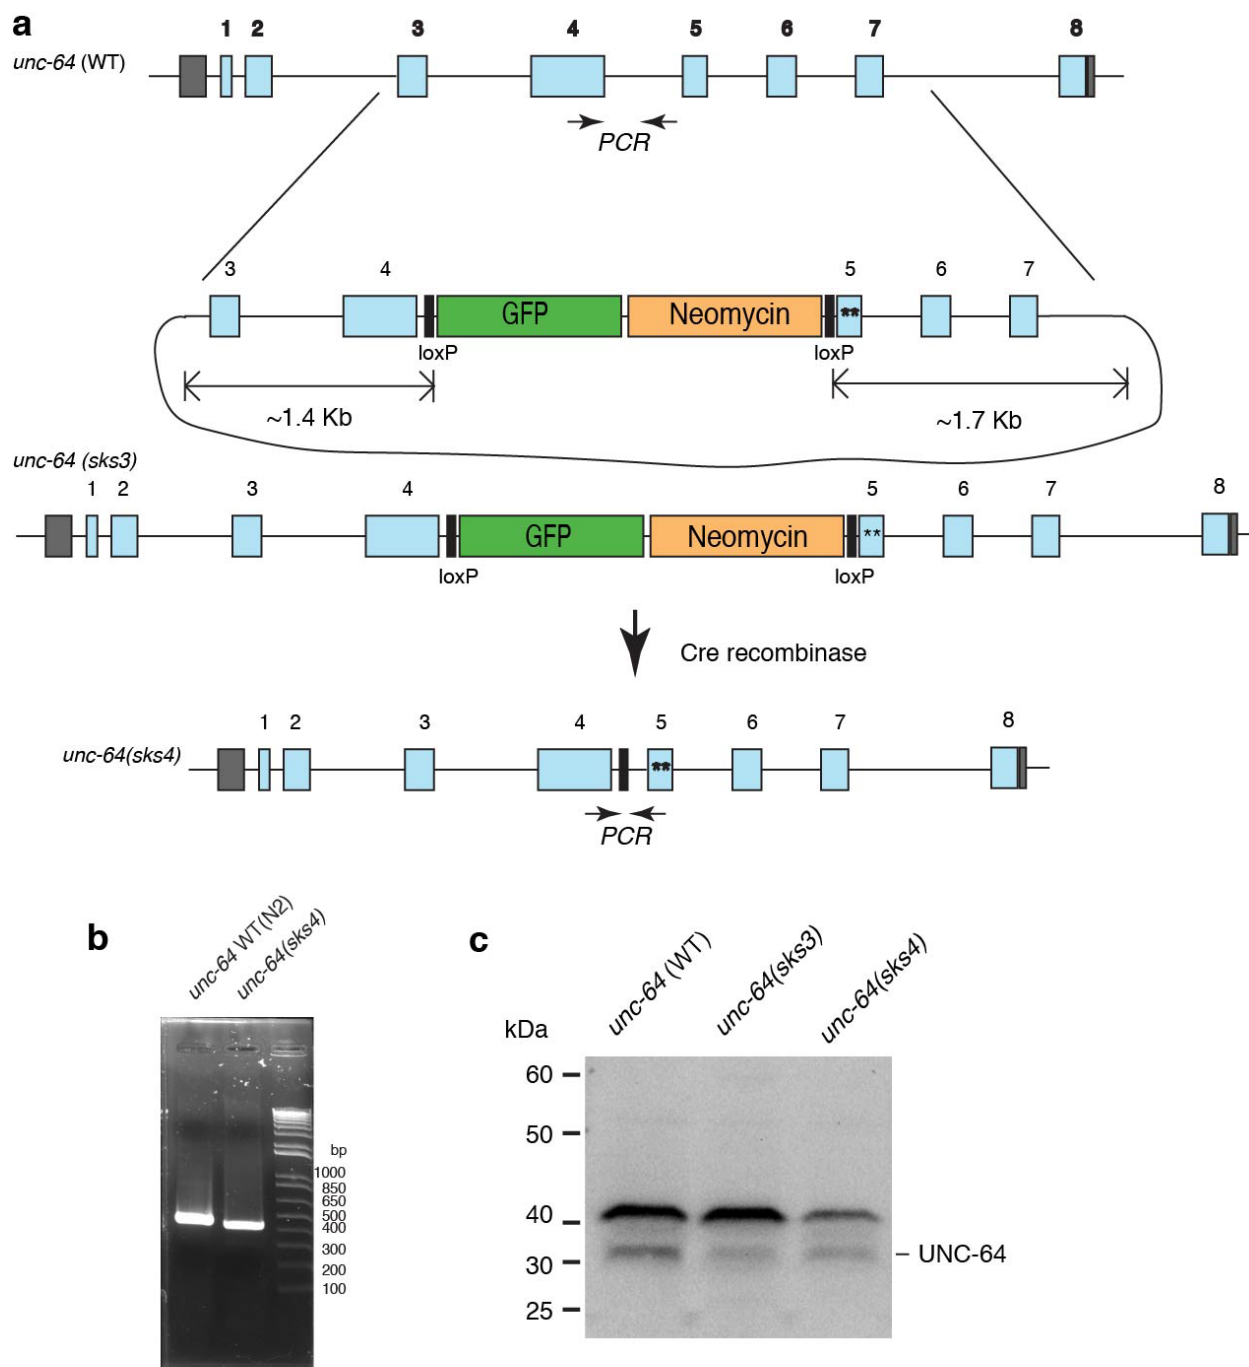 a
1 2 3 4 5 6 7 8
unc-64 (WT)
PCR
3 4 5 6 7
GFP Neomycin **
loxP loxP
~1.4 Kb ~1.7 Kb
unc-64 (sks3)
1 2 3 4 5 6 7 8
GFP Neomycin **
loxP loxP
Cre recombinase
1 2 3 4 5 6 7 8
unc-64(sks4)
**
PCR
b
unc-64 WT(N2)
unc-64(sks4)
bp
1000
850
650
500
400
300
200
100
c
unc-64 (WT)
unc-64(sks3)
unc-64(sks4)
kDa
60
50
40
30
25
UNC-64